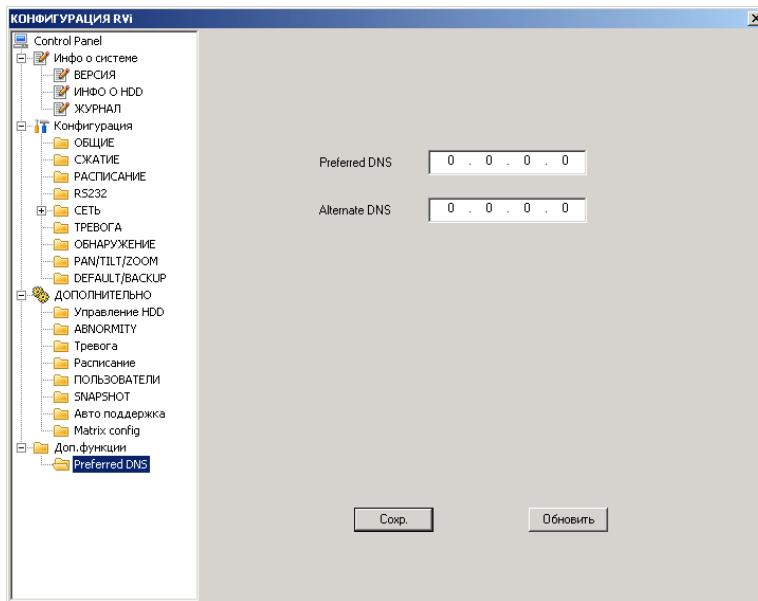 КОНФИГУРАЦИЯ RVi
Control Panel
Инфо о системе
ВЕРСИЯ
ИНФО О HDD
ЖУРНАЛ
Конфигурация
ОБЩИЕ
СЖАТИЕ
РАСПИСАНИЕ
RS232
СЕТЬ
ТРЕВОГА
ОБНАРУЖЕНИЕ
PAN/TILT/ZOOM
DEFAULT/BACKUP
ДОПОЛНИТЕЛЬНО
Управление HDD
ABNORMITY
Тревога
Расписание
ПОЛЬЗОВАТЕЛИ
SNAPSHOT
Авто поддержка
Matrix config
Доп.функции
Preferred DNS
Preferred DNS 0 . 0 . 0 . 0
Alternate DNS 0 . 0 . 0 . 0
Сохр. Обновить